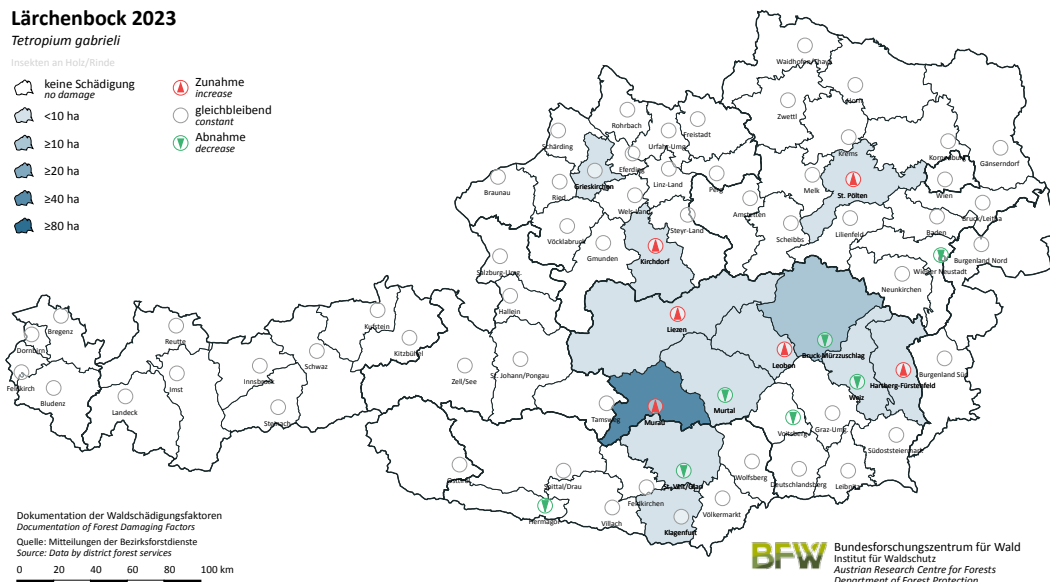 Lärchenbock 2023
Tetropium gabrieli
Insekten an Holz/Rinde
keine Schädigung
no damage
<10 ha
≥10 ha
≥20 ha
≥40 ha
≥80 ha
Zunahme
increase
gleichbleibend
constant
Abnahme
decrease
Waidhofen/Thaya
Horn
Zwettl
Rohrbach
Freistadt
Schärding
Urfahr-Umg.
Krems
Korneuburg
Gänserndorf
Eferding
Grieskirchen
Linz-Land
Perg
Melk
St. Pölten
Wien
Braunau
Ried
Wels-Land
Amstetten
Bruck/Leitha
Steyr-Land
Scheibbs
Lilienfeld
Baden
Vöcklabruck
Gmunden
Kirchdorf
Burgenland Nord
Salzburg-Umg.
Wiener Neustadt
Neunkirchen
Hallein
Liezen
Bregenz
Kufstein
Dornbirn
Reutte
Kitzbühel
Bruck-Mürzzuschlag
Schwaz
Zell/See
St. Johann/Pongau
Leoben
Feldkirch
Imst
Innsbruck
Hartberg-Fürstenfeld
Burgenland Süd
Bludenz
Weiz
Landeck
Steinach
Tamsweg
Murau
Murtal
Voitsberg
Graz-Umg.
Südoststeiermark
Osttirol
Spittal/Drau
St. Veit/Glan
Wolfsberg
Deutschlandsberg
Leibnitz
Feldkirchen
Hermagor
Villach
Klagenfurt
Völkermarkt
Dokumentation der Waldschädigungsfaktoren
Documentation of Forest Damaging Factors
Quelle: Mitteilungen der Bezirksforstdienste
Source: Data by district forest services
0 20 40 60 80 100 km
BFW
Bundesforschungszentrum für Wald
Institut für Waldschutz
Austrian Research Centre for Forests
Department of Forest Protection